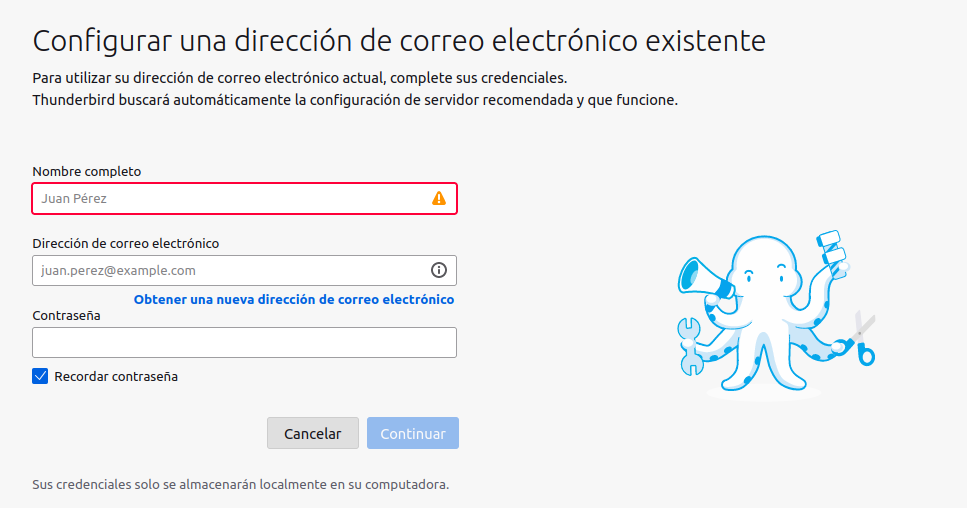 Configurar una dirección de correo electrónico existente
Para utilizar su dirección de correo electrónico actual, complete sus credenciales.
Thunderbird buscará automáticamente la configuración de servidor recomendada y que funcione.
Nombre completo
Juan Pérez
Dirección de correo electrónico
juan.perez@example.com
Obtener una nueva dirección de correo electrónico
Contraseña
Recordar contraseña
Cancelar
Continuar
Sus credenciales solo se almacenarán localmente en su computadora.